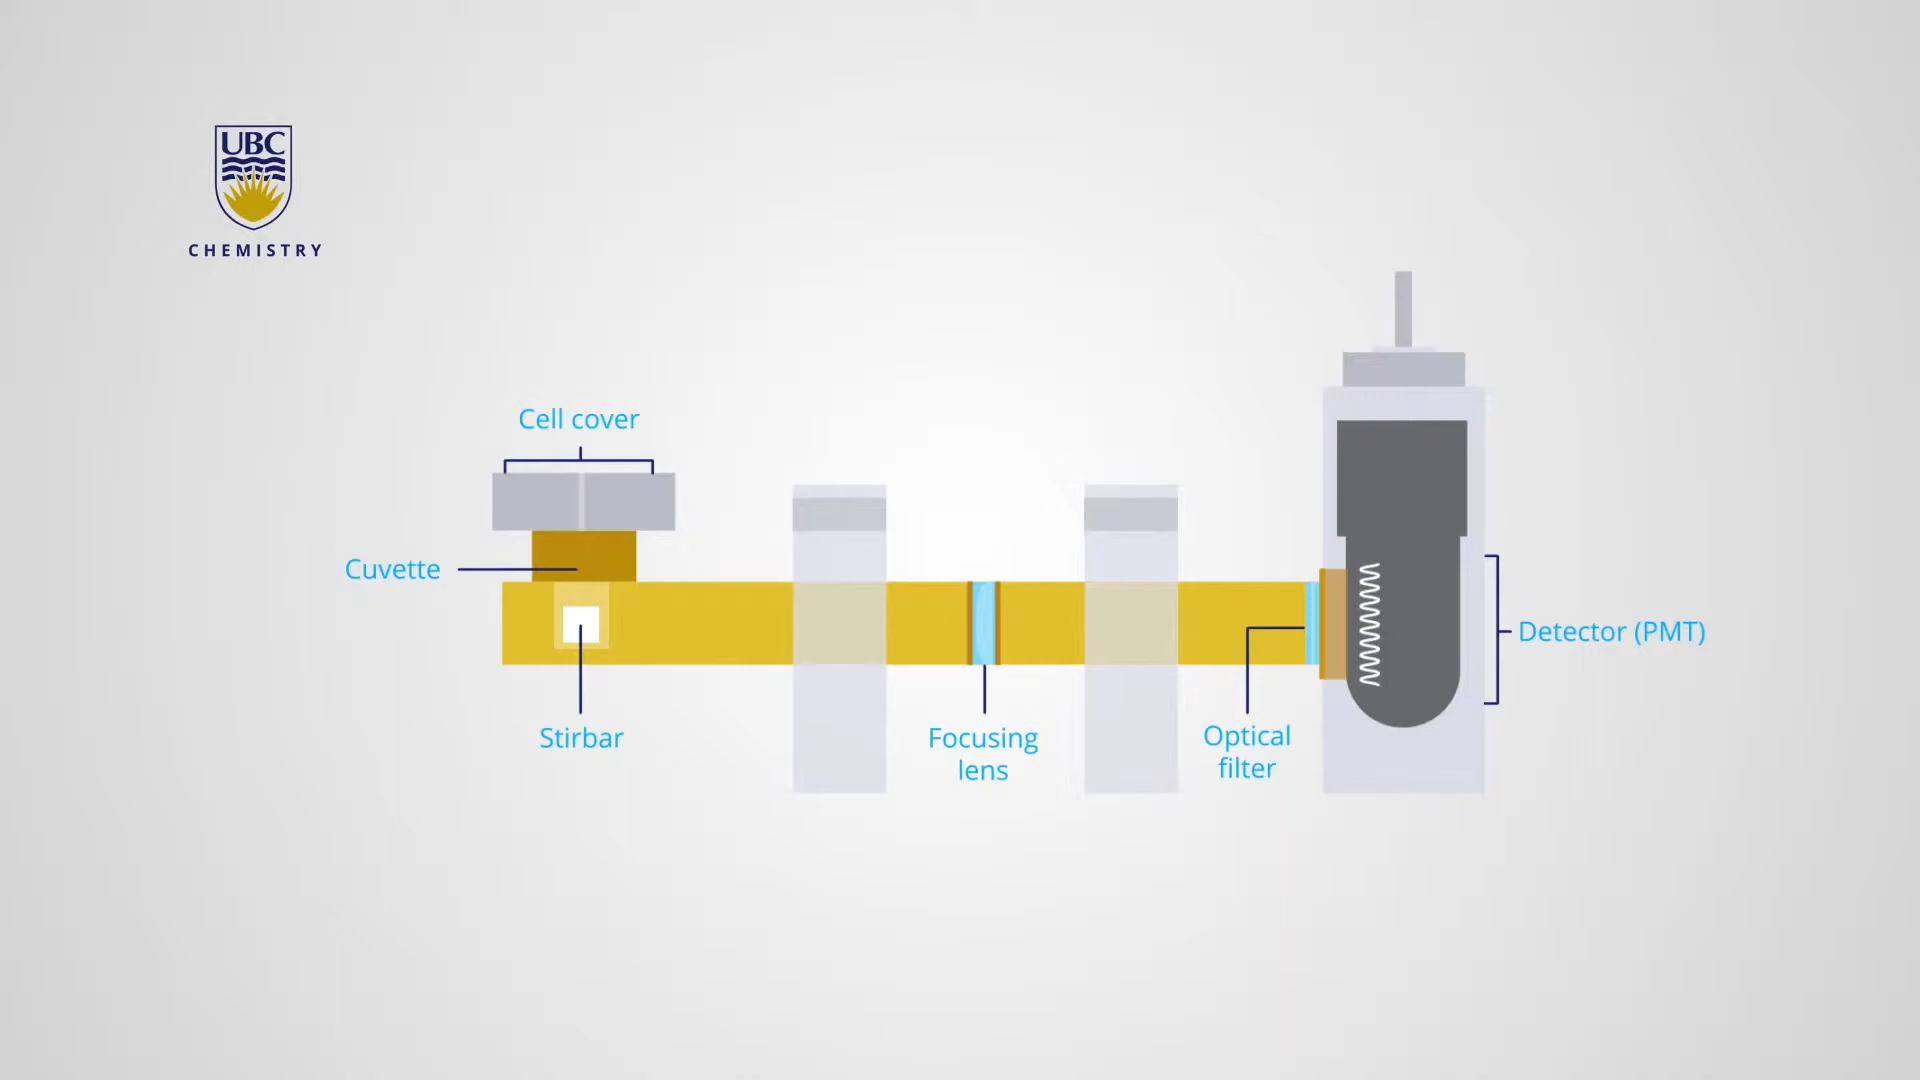 UBC
CHEMISTRY
Cell cover
Cuvette
Stirbar
Focusing
lens
Optical
filter
Detector (PMT)